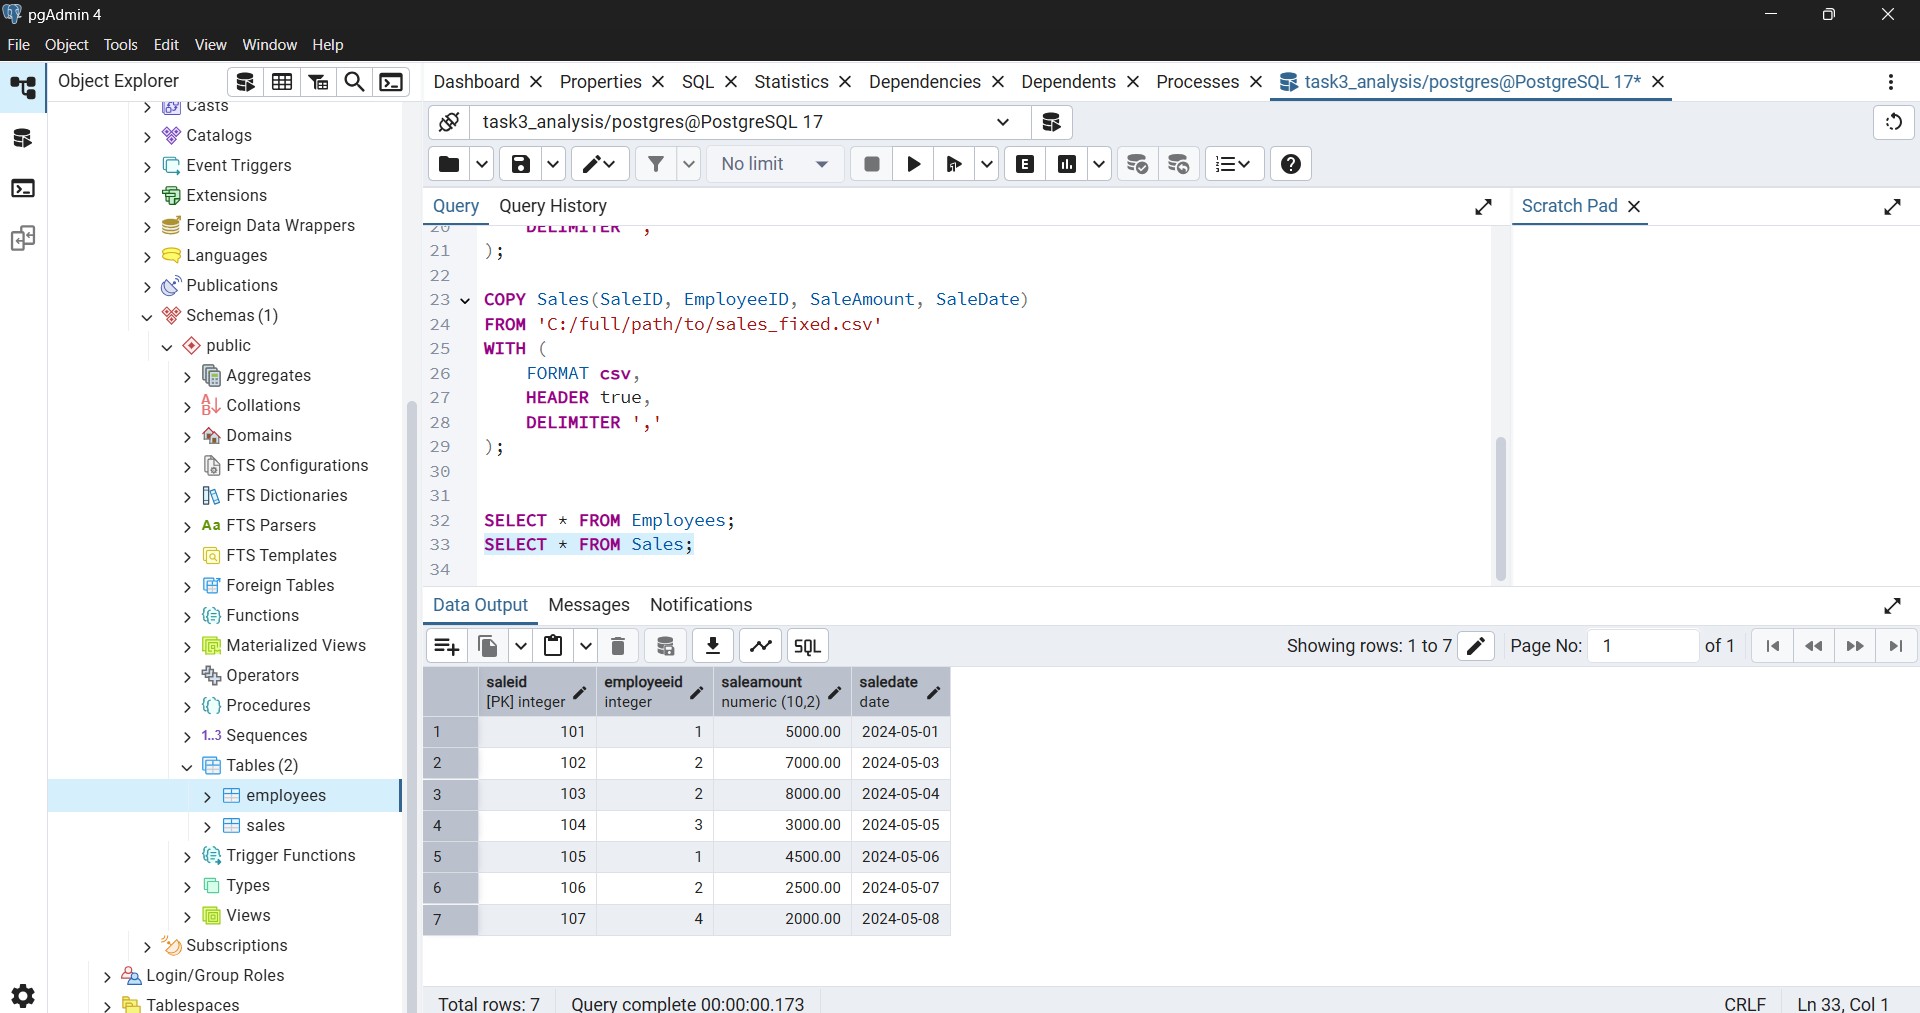 pgAdmin 4
File Object Tools Edit View Window Help
Object Explorer
Dashboard Properties SQL Statistics Dependencies Dependents Processes task3_analysis/postgres@PostgreSQL 17*
task3_analysis/postgres@PostgreSQL 17
No limit
E
Query Query History
Scratch Pad
Casts
Catalogs
Event Triggers
Extensions
Foreign Data Wrappers
Languages
Publications
Schemas (1)
public
Aggregates
Collations
Domains
FTS Configurations
FTS Dictionaries
Aa FTS Parsers
FTS Templates
Foreign Tables
Functions
Materialized Views
Operators
Procedures
1..3 Sequences
Tables (2)
employees
sales
Trigger Functions
Types
Views
Subscriptions
Login/Group Roles
Tablespaces
20 DELIMITER ','
21 );
22
23 COPY Sales(SaleID, EmployeeID, SaleAmount, SaleDate)
24 FROM 'C:/full/path/to/sales_fixed.csv'
25 WITH (
26 FORMAT csv,
27 HEADER true,
28 DELIMITER ','
29 );
30
31
32 SELECT * FROM Employees;
33 SELECT * FROM Sales;
34
Data Output Messages Notifications
SQL
Showing rows: 1 to 7 Page No: 1 of 1
saleid employeeid saleamount saledate
[PK] integer integer numeric (10,2) date
1 101 1 5000.00 2024-05-01
2 102 2 7000.00 2024-05-03
3 103 2 8000.00 2024-05-04
4 104 3 3000.00 2024-05-05
5 105 1 4500.00 2024-05-06
6 106 2 2500.00 2024-05-07
7 107 4 2000.00 2024-05-08
Total rows: 7 Query complete 00:00:00.173 CRLF Ln 33, Col 1